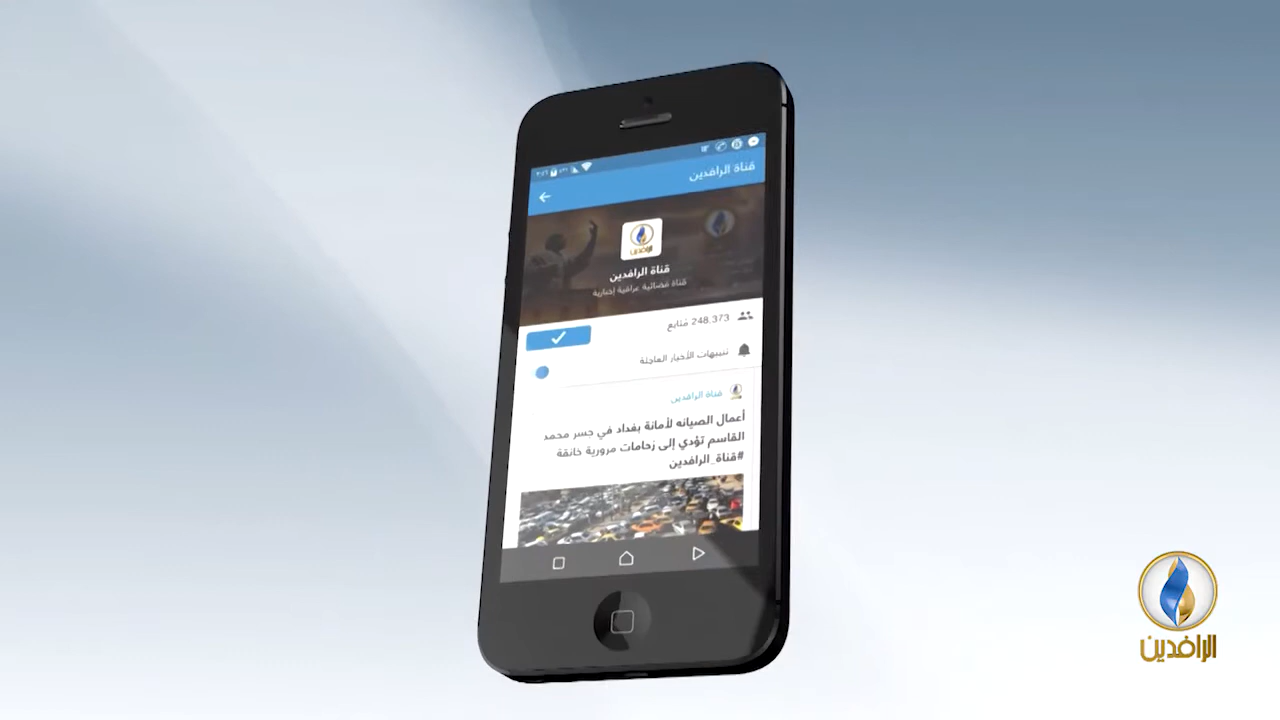 قناة الرافدين
الرافدين
قناة الرافدين
قناة فضائية عراقية إخبارية
248,373 مُتابع
تنبيهات الأخبار العاجلة
قناة الرافدين
أعمال الصيانه لأمانة بغداد في جسر محمد
القاسم تؤدي إلى زحامات مرورية خانقة
#قناة_الرافدين
الرافدين